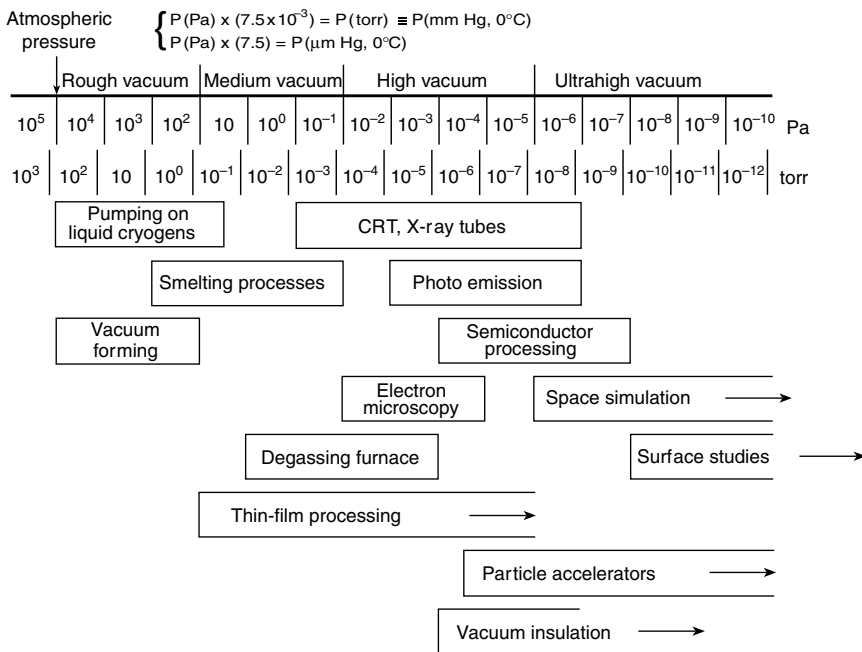 Atmospheric
pressure
P(Pa) x (7.5x10⁻³) = P(torr) ≡ P(mm Hg, 0°C)
P(Pa) x (7.5) = P(μm Hg, 0°C)
Rough vacuum Medium vacuum High vacuum Ultrahigh vacuum
10⁵ 10⁴ 10³ 10² 10 10⁰ 10⁻¹ 10⁻² 10⁻³ 10⁻⁴ 10⁻⁵ 10⁻⁶ 10⁻⁷ 10⁻⁸ 10⁻⁹ 10⁻¹⁰ Pa
10³ 10² 10 10⁰ 10⁻¹ 10⁻² 10⁻³ 10⁻⁴ 10⁻⁵ 10⁻⁶ 10⁻⁷ 10⁻⁸ 10⁻⁹ 10⁻¹⁰ 10⁻¹¹ 10⁻¹² torr
Pumping on
liquid cryogens
CRT, X-ray tubes
Smelting processes
Photo emission
Vacuum
forming
Semiconductor
processing
Electron
microscopy
Space simulation
Degassing furnace
Surface studies
Thin-film processing
Particle accelerators
Vacuum insulation